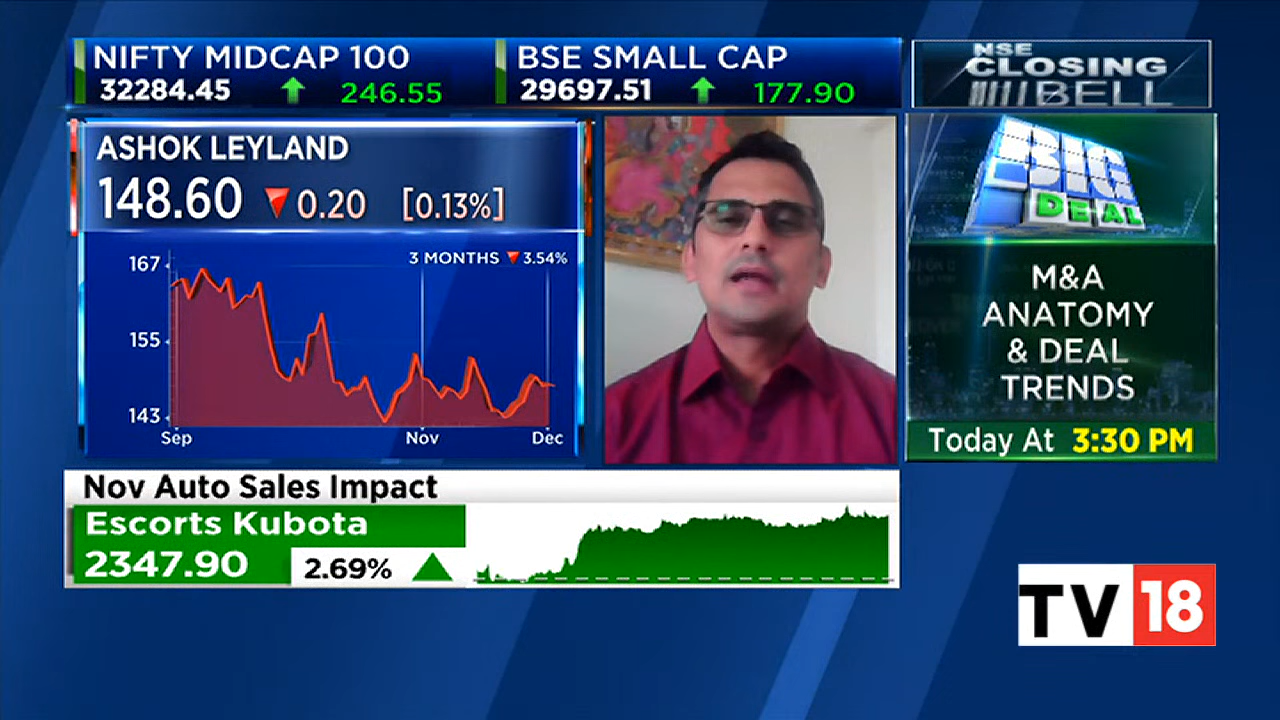 NIFTY MIDCAP 100
32284.45 246.55
BSE SMALL CAP
29697.51 177.90
NSE
CLOSING
BELL
ASHOK LEYLAND
148.60 0.20 [0.13%]
3 MONTHS 3.54%
167
155
143
Sep Nov Dec
BIG
DEAL
M&A
ANATOMY
& DEAL
TRENDS
Today At 3:30 PM
Nov Auto Sales Impact
Escorts Kubota
2347.90 2.69%
TV18